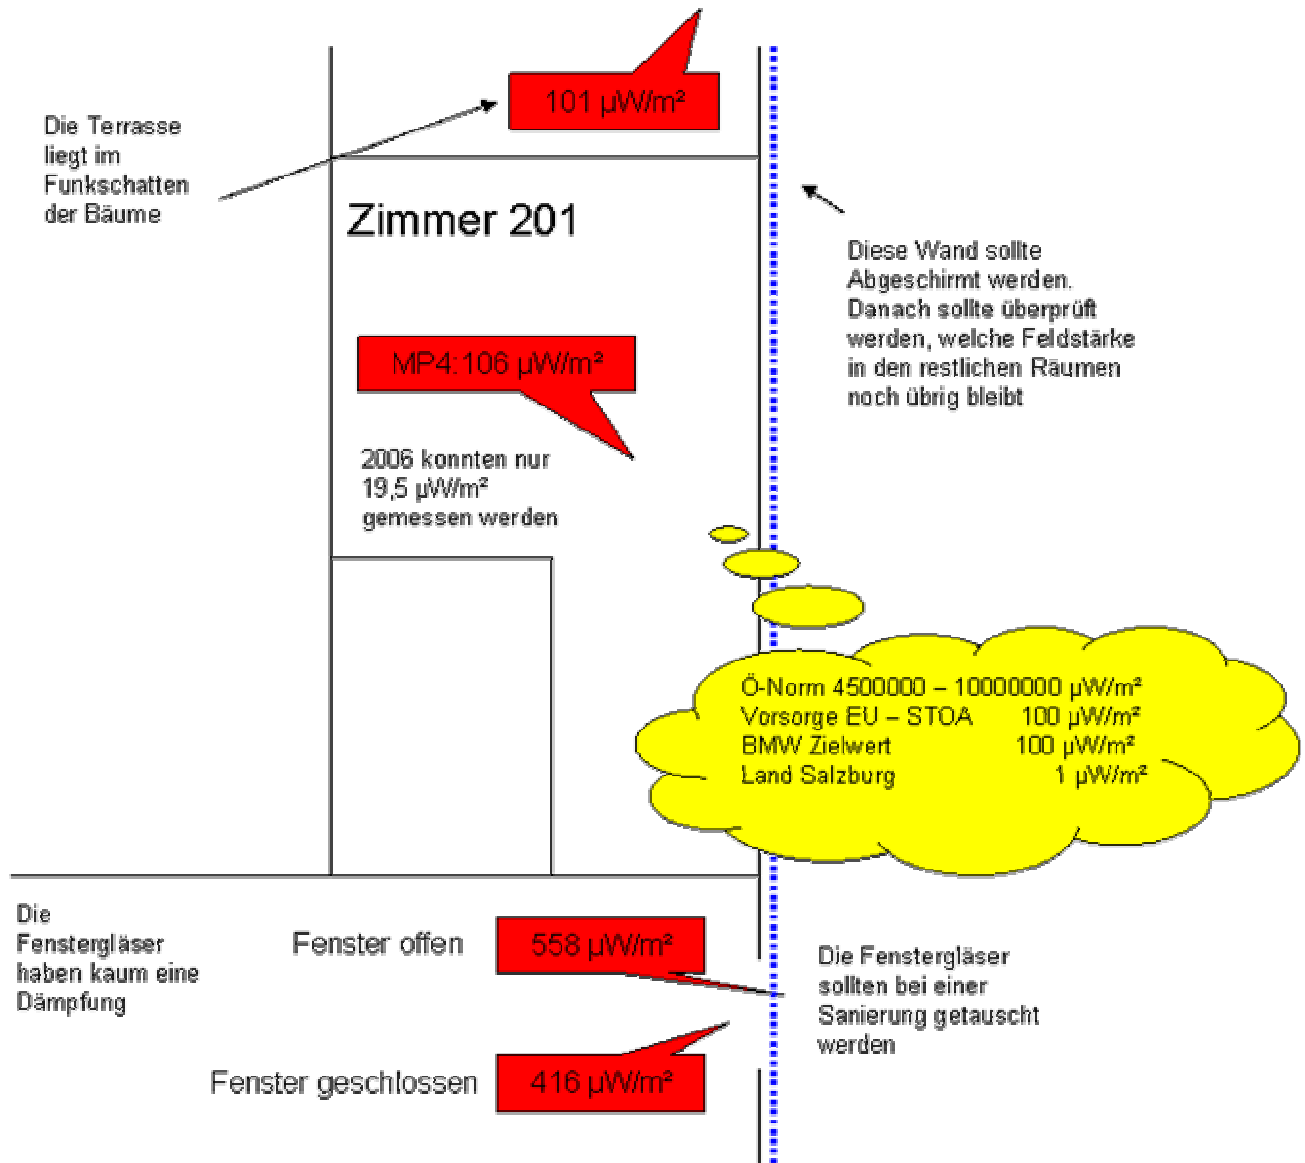 101 µW/m²
Die Terrasse
liegt im
Funkschatten
der Bäume
Zimmer 201
Diese Wand sollte
Abgeschirmt werden.
Danach sollte überprüft
werden, welche Feldstärke
in den restlichen Räumen
noch übrig bleibt
MP4:106 µW/m²
2006 konnten nur
19,5 µW/m²
gemessen werden
Ö-Norm 4500000 – 10000000 µW/m²
Vorsorge EU – STOA 100 µW/m²
BMW Zielwert 100 µW/m²
Land Salzburg 1 µW/m²
Die
Fenstergläser
haben kaum eine
Dämpfung
Fenster offen
558 µW/m²
Die Fenstergläser
sollten bei einer
Sanierung getauscht
werden
Fenster geschlossen
416 µW/m²